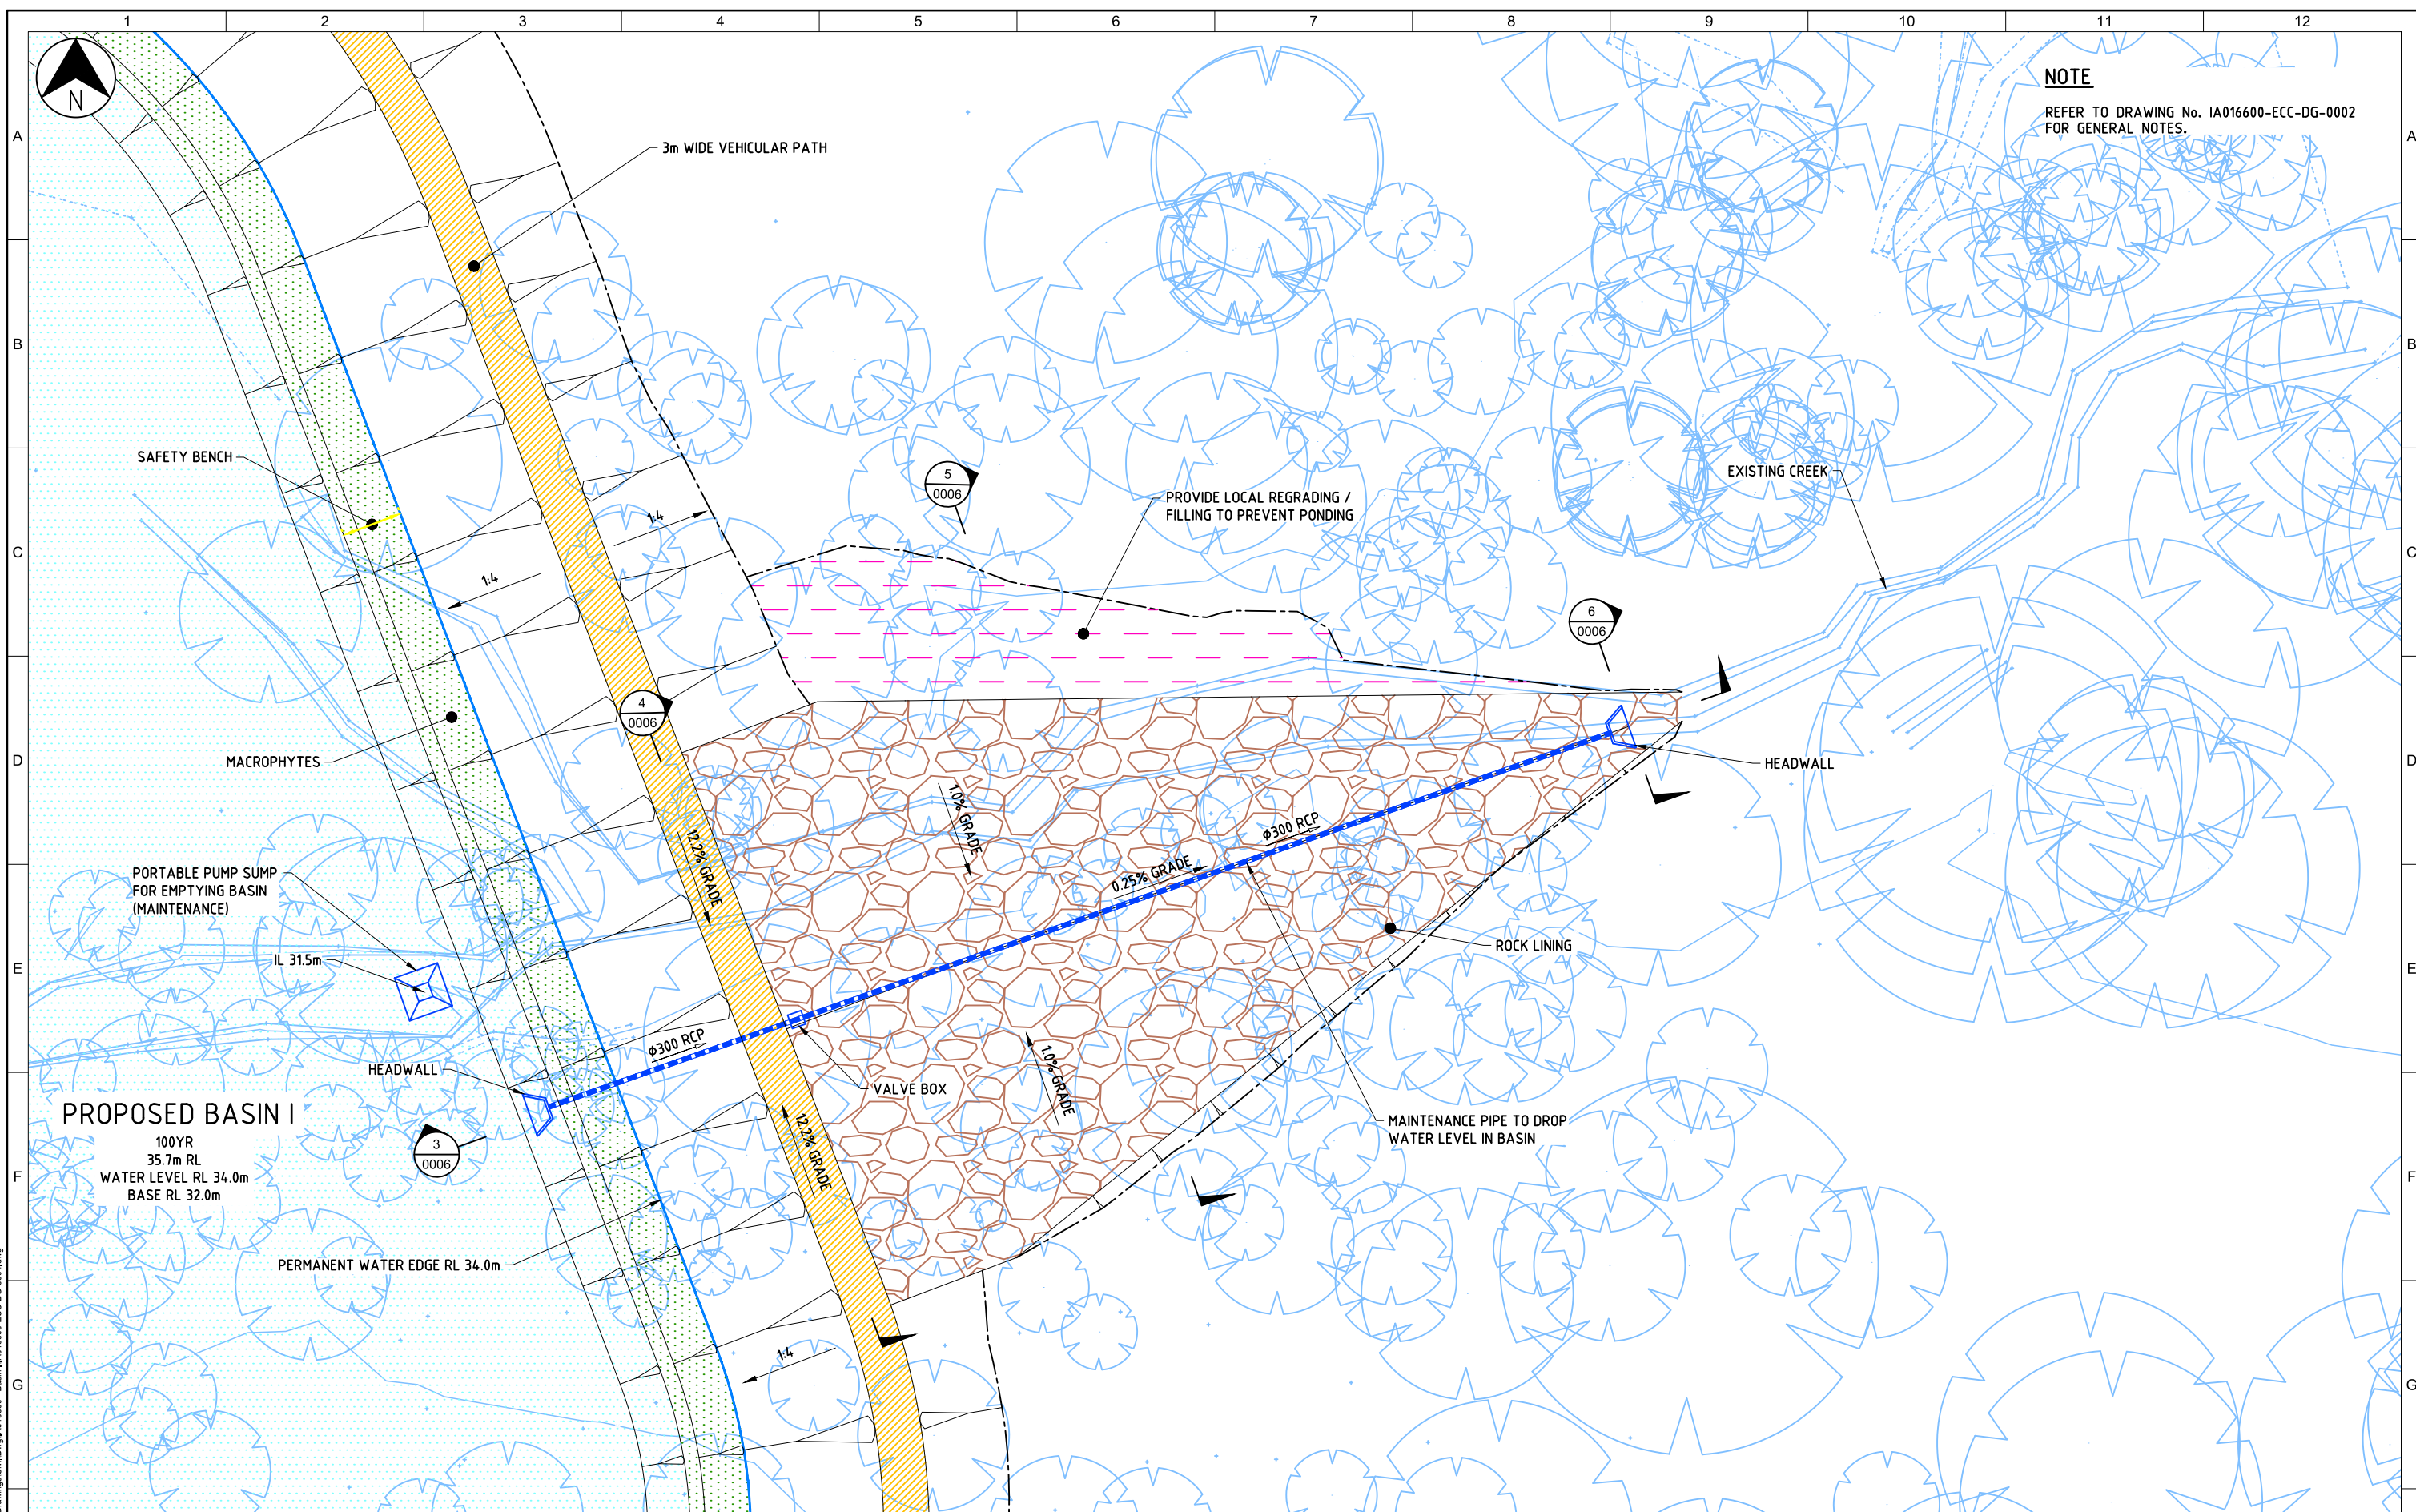 1 2 3 4 5 6 7 8 9 10 11 12
N
NOTE
REFER TO DRAWING No. IA016600-ECC-DG-0002
FOR GENERAL NOTES.
A A
3m WIDE VEHICULAR PATH
B B
SAFETY BENCH
5
0006
PROVIDE LOCAL REGRADING /
FILLING TO PREVENT PONDING
EXISTING CREEK
1:4
C C
1:4
6
0006
4
0006
MACROPHYTES
D D
HEADWALL
1.0% GRADE
Ø300 RCP
12.2% GRADE
0.25% GRADE
PORTABLE PUMP SUMP
FOR EMPTYING BASIN
(MAINTENANCE)
ROCK LINING
IL 31.5m
E E
Ø300 RCP
HEADWALL
VALVE BOX
1.0% GRADE
PROPOSED BASIN I
100YR
35.7m RL
WATER LEVEL RL 34.0m
BASE RL 32.0m
3
0006
12.2% GRADE
MAINTENANCE PIPE TO DROP
WATER LEVEL IN BASIN
F F
PERMANENT WATER EDGE RL 34.0m
1:4
G G